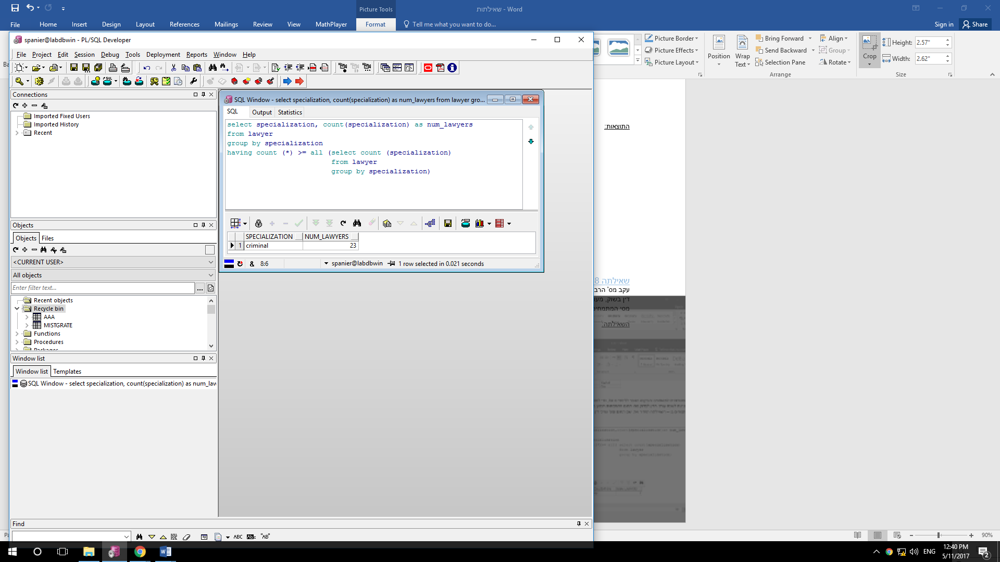 Picture Tools
שאילתות - Word
File
Home
Insert
Design
Layout
References
Mailings
Review
View
MathPlayer
Format
Tell me what you want to do...
Sign in
Share
Picture Border
Picture Effects
Picture Layout
Position
Wrap Text
Bring Forward
Send Backward
Selection Pane
Align
Group
Rotate
Arrange
Crop
Height: 2.57"
Width: 2.62"
Size
spanier@labdbwin - PL/SQL Developer
File Project Edit Session Debug Tools Deployment Reports Window Help
Connections
Imported Fixed Users
Imported History
Recent
Objects
Objects Files
<CURRENT USER>
All objects
Enter filter text...
Recent objects
Recycle bin
AAA
MISTGRATE
Functions
Procedures
Packages
Window list
Window list Templates
SQL Window - select specialization, count(specialization) as num_law
SQL Window - select specialization, count(specialization) as num_lawyers from lawyer gro...
SQL Output Statistics
select specialization, count(specialization) as num_lawyers
from lawyer
group by specialization
having count (*) >= all (select count (specialization)
from lawyer
group by specialization)
SPECIALIZATION NUM_LAWYERS
1 criminal 23
& 8:6 spanier@labdbwin 1 row selected in 0.021 seconds
Find
ABC
"AB"
התוצאות:
שאילתה 8
עקב מס' הרב
דין בשוק, מעו
מסי המתמחים
השאילתה:
90%
ENG
12:40 PM
5/11/2017
2